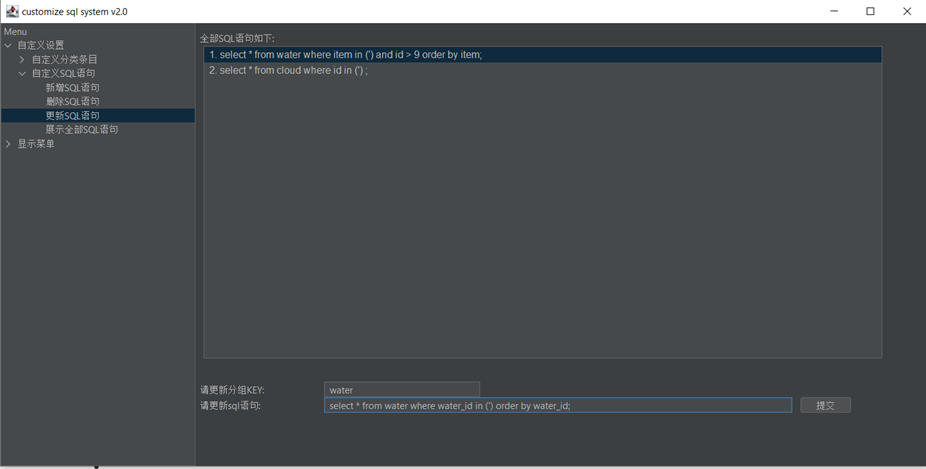 customize sql system v2.0
Menu
自定义设置
自定义分类条目
自定义SQL语句
新增SQL语句
删除SQL语句
更新SQL语句
展示全部SQL语句
显示菜单
全部SQL语句如下:
1. select * from water where item in (') and id > 9 order by item;
2. select * from cloud where id in (') ;
请更新分组KEY:
water
请更新sql语句:
select * from water where water_id in (') order by water_id;
提交